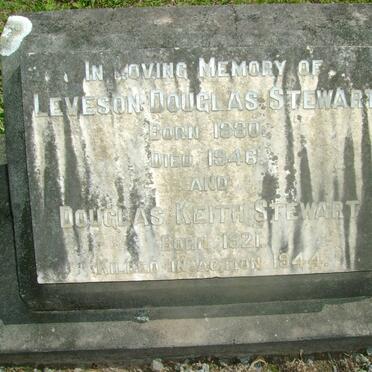 IN LOVING MEMORY OF
LEVESON DOUGLAS STEWART
BORN 1880.
DIED 1946.
AND
DOUGLAS KEITH STEWART
BORN 1921
KILLED IN ACTION 1944.